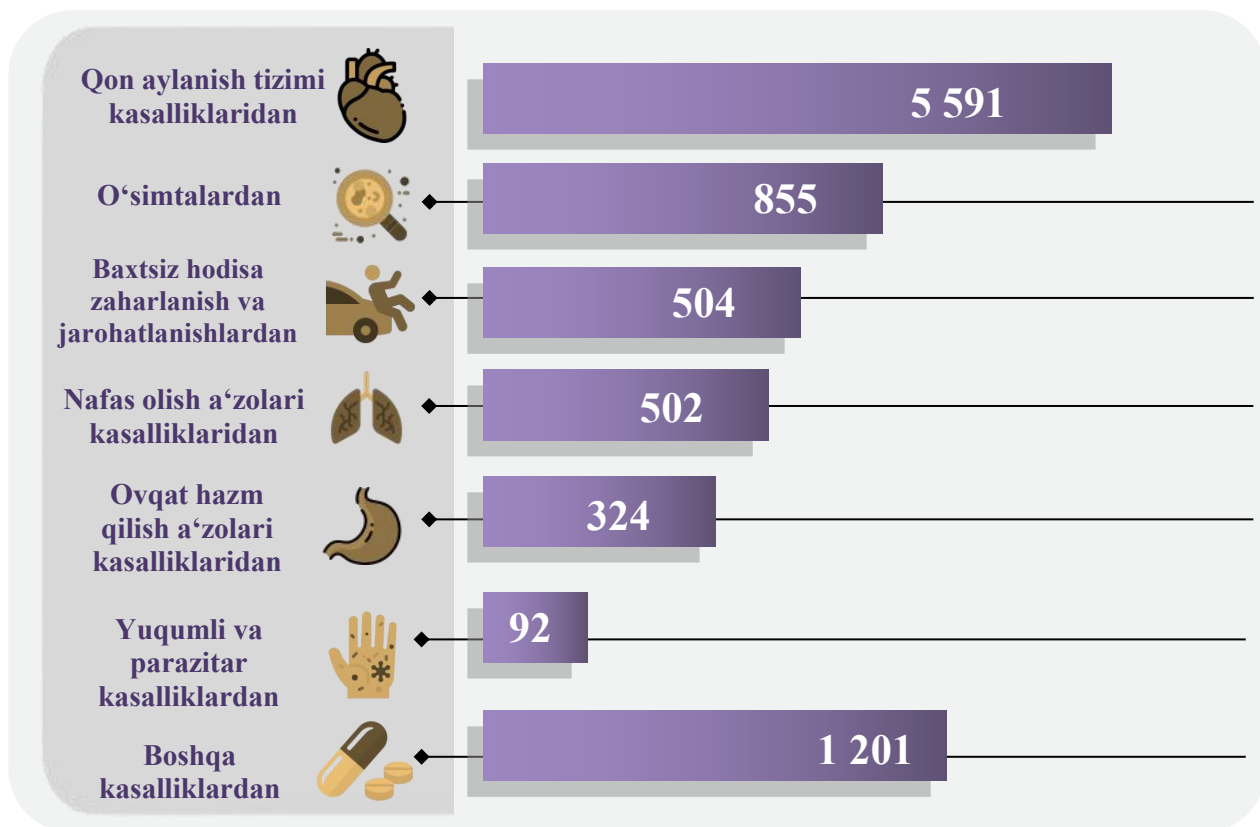 Qon aylanish tizimi
kasalliklaridan
5 591
O‘simtalardan
855
Baxtsiz hodisa
zaharlanish va
jarohatlanishlardan
504
Nafas olish a‘zolari
kasalliklaridan
502
Ovqat hazm
qilish a‘zolari
kasalliklaridan
324
Yuqumli va
parazitar
kasalliklardan
92
Boshqa
kasalliklardan
1 201